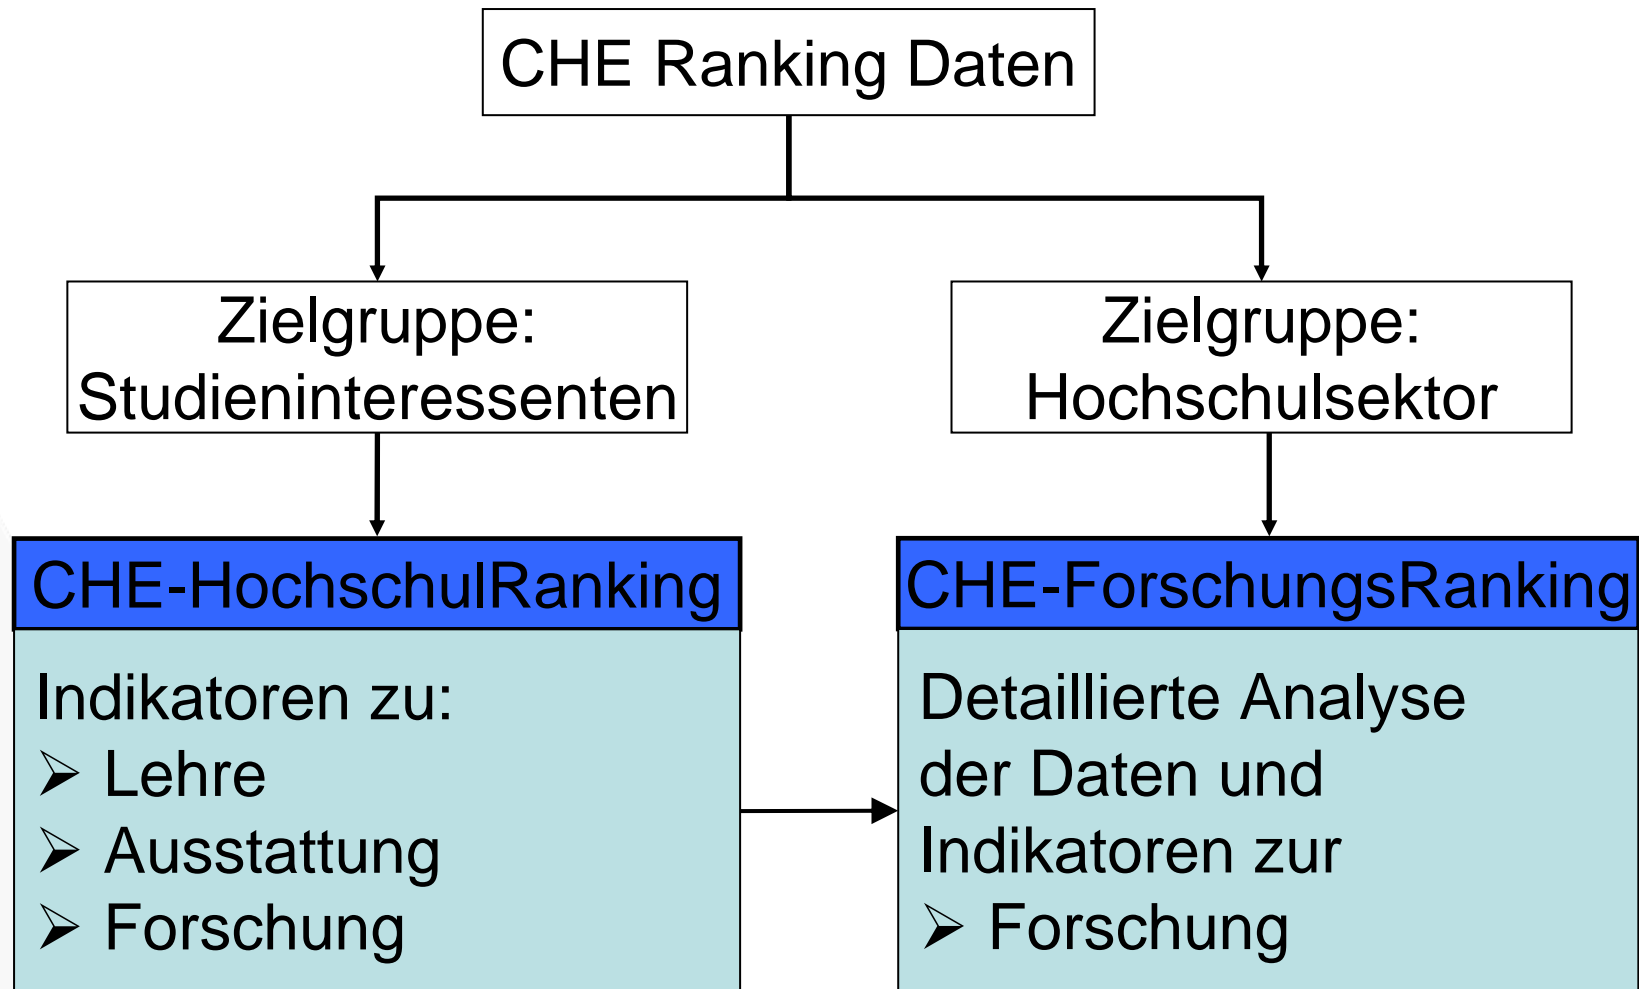 CHE Ranking Daten
Zielgruppe:
Studieninteressenten
Zielgruppe:
Hochschulsektor
CHE-HochschulRanking
Indikatoren zu:
➢ Lehre
➢ Ausstattung
➢ Forschung
CHE-ForschungsRanking
Detaillierte Analyse
der Daten und
Indikatoren zur
➢ Forschung